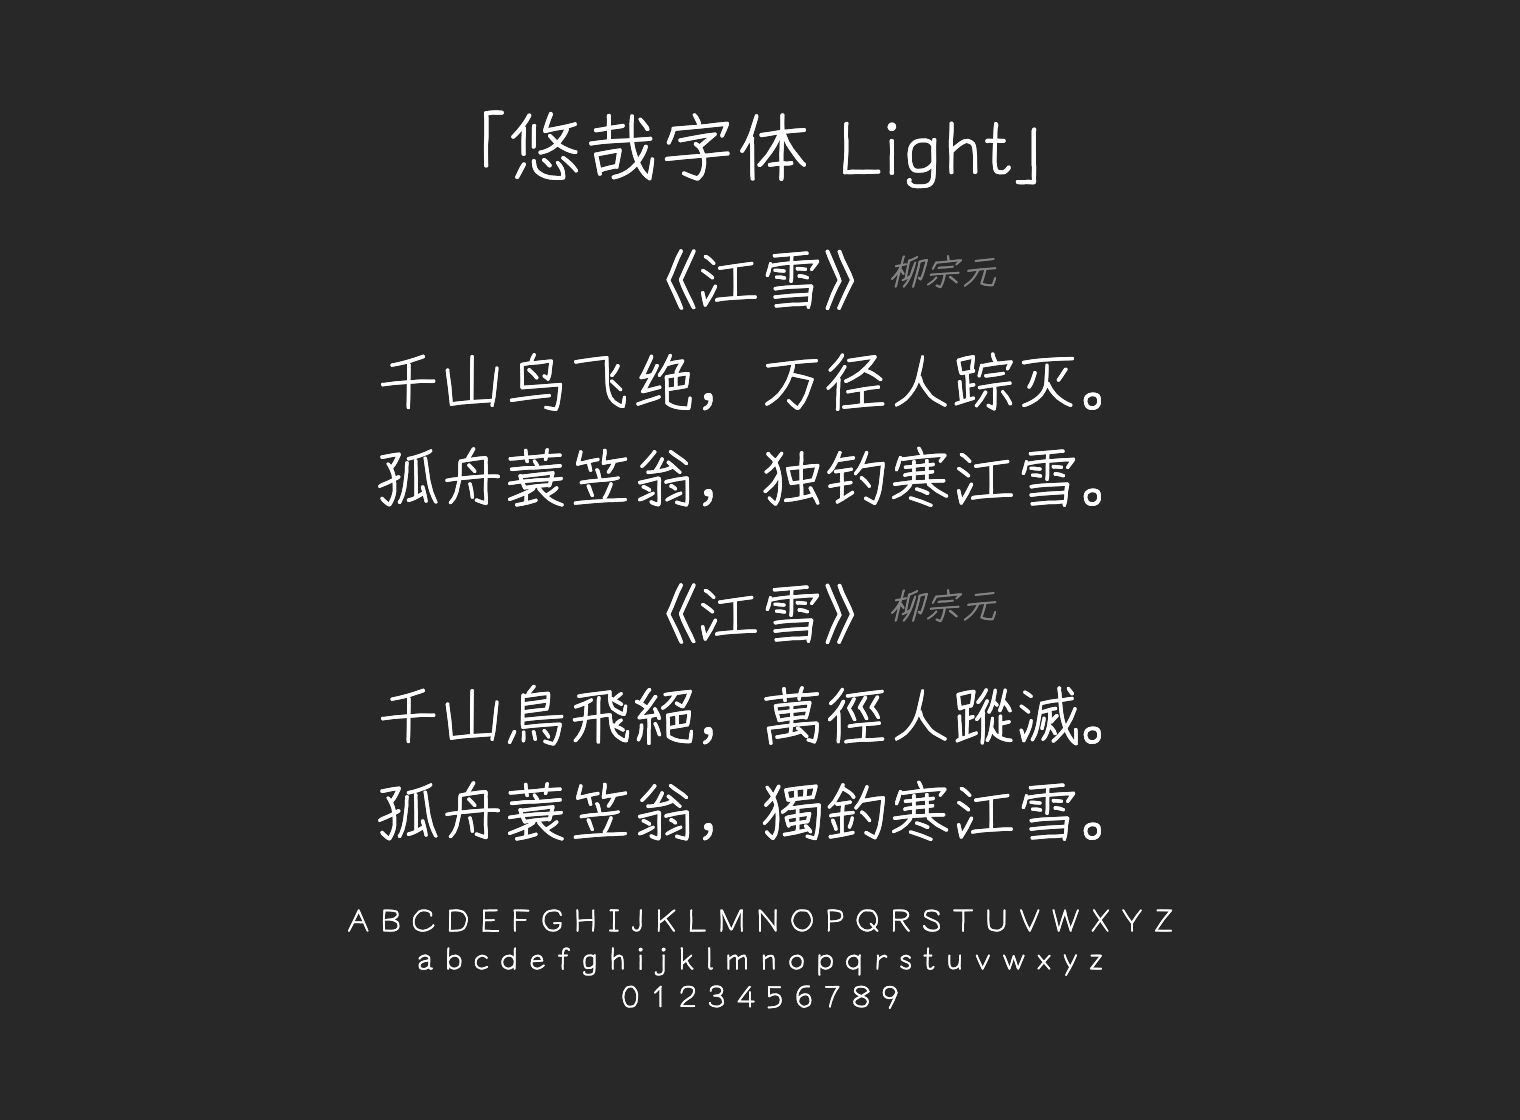 「悠哉字体 Light」
《江雪》 柳宗元
千山鸟飞绝，万径人踪灭。
孤舟蓑笠翁，独钓寒江雪。
《江雪》 柳宗元
千山鳥飛絕，萬徑人蹤滅。
孤舟蓑笠翁，獨釣寒江雪。
A B C D E F G H I J K L M N O P Q R S T U V W X Y Z
a b c d e f g h i j k l m n o p q r s t u v w x y z
0 1 2 3 4 5 6 7 8 9